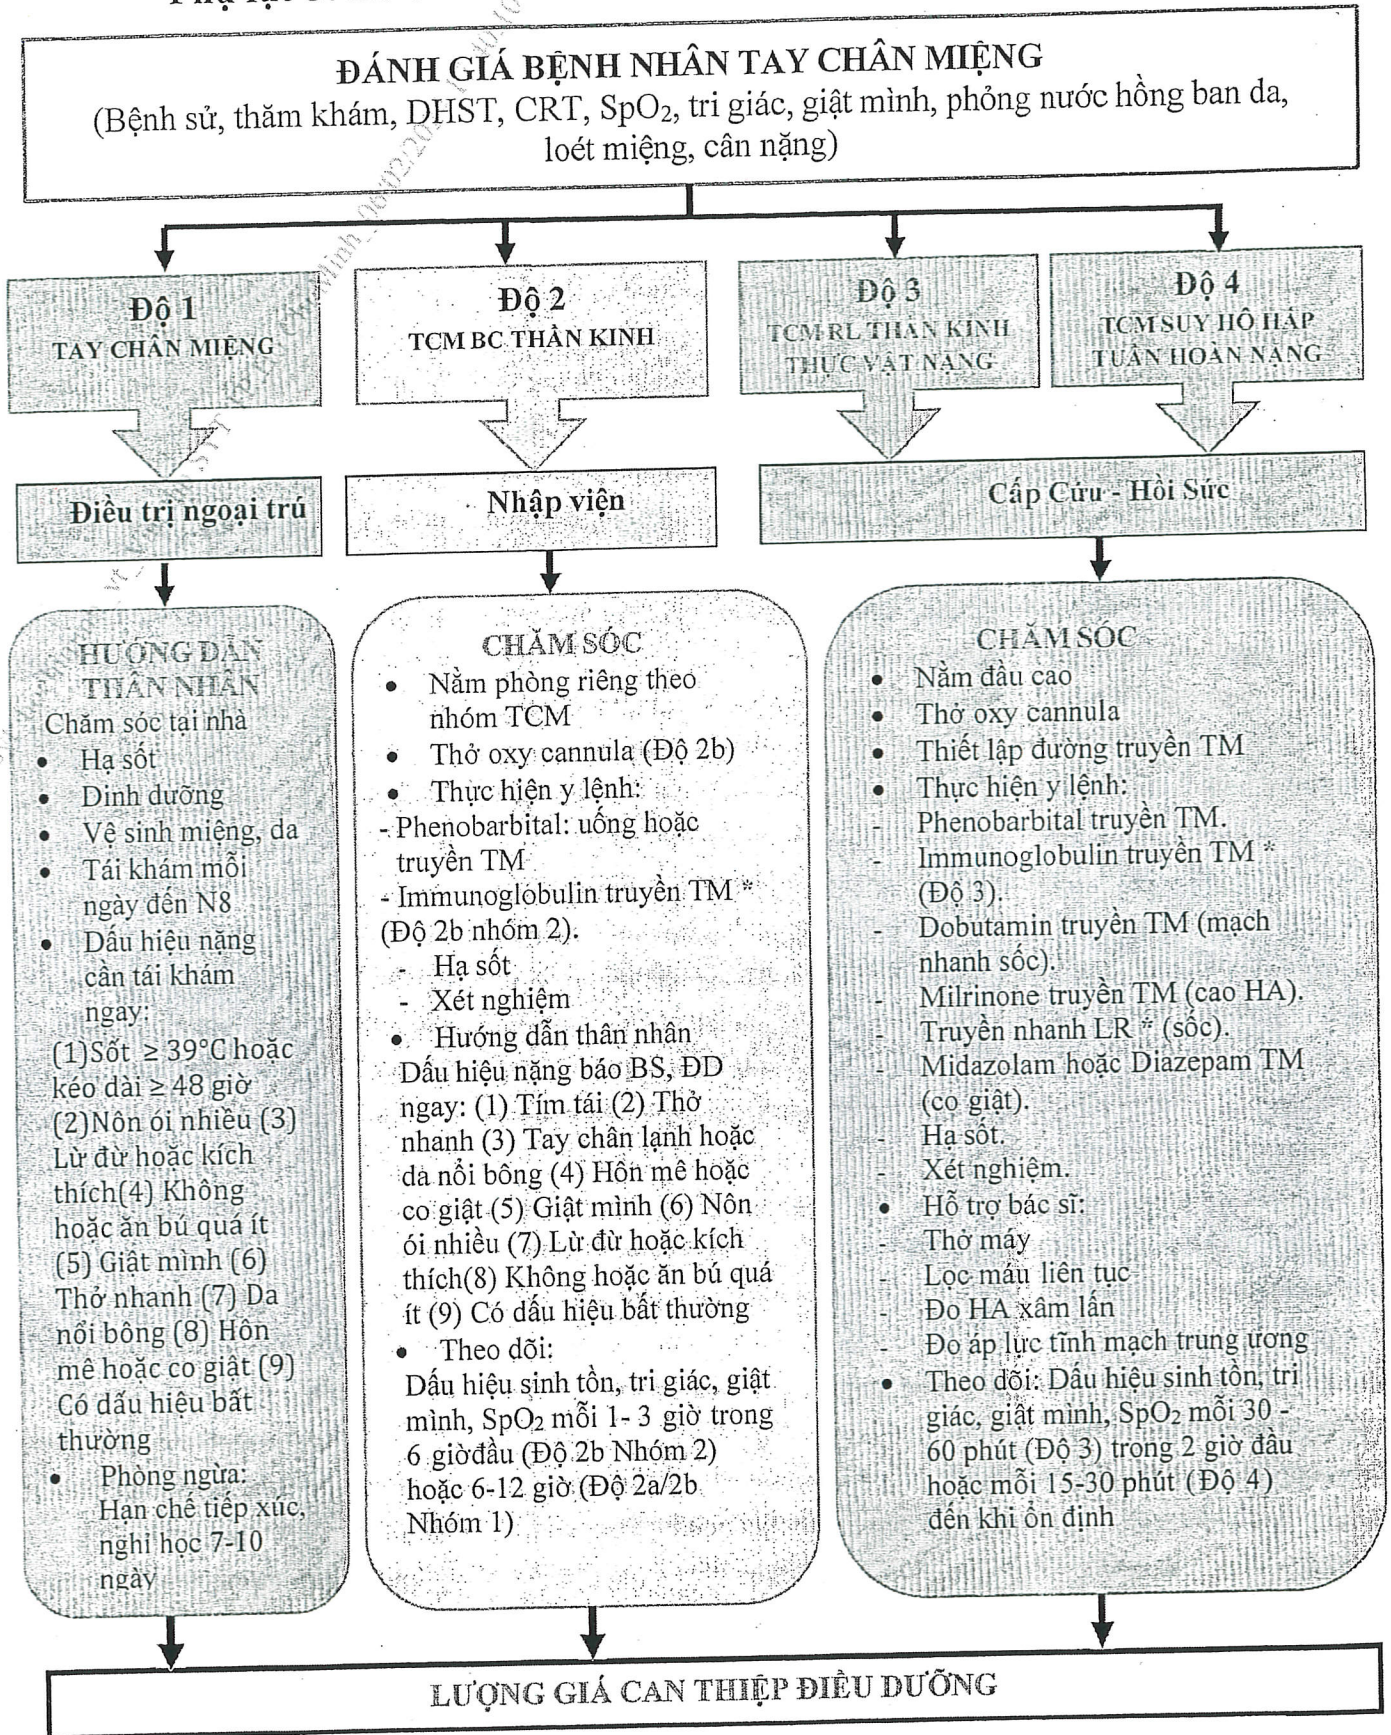 ĐÁNH GIÁ BỆNH NHÂN TAY CHÂN MIỆNG
(Bệnh sử, thăm khám, DHST, CRT, SpO₂, tri giác, giật mình, phỏng nước hồng ban da,
loét miệng, cân nặng)
Độ 1
TAY CHÂN MIỆNG
Độ 2
TCM BC THẦN KINH
Độ 3
TCM RL THẦN KINH
THỰC VẬT NẶNG
Độ 4
TCM SUY HÔ HẤP
TUẦN HOÀN NẶNG
Điều trị ngoại trú
Nhập viện
Cấp Cứu - Hồi Sức
HƯỚNG DẪN
THÂN NHÂN
Chăm sóc tại nhà
• Hạ sốt
• Dinh dưỡng
• Vệ sinh miệng, da
• Tái khám mỗi
ngày đến N8
• Dấu hiệu nặng
cần tái khám
ngay:
(1)Sốt ≥ 39°C hoặc
kéo dài ≥ 48 giờ
(2)Nôn ói nhiều (3)
Lừ đừ hoặc kích
thích(4) Không
hoặc ăn bú quá ít
(5) Giật mình (6)
Thở nhanh (7) Da
nổi bông (8) Hôn
mê hoặc co giật (9)
Có dấu hiệu bất
thường
• Phòng ngừa:
Hạn chế tiếp xúc,
nghỉ học 7-10
ngày
CHĂM SÓC
• Nằm phòng riêng theo
nhóm TCM
• Thở oxy cannula (Độ 2b)
• Thực hiện y lệnh:
- Phenobarbital: uống hoặc
truyền TM
- Immunoglobulin truyền TM *
(Độ 2b nhóm 2).
- Hạ sốt
- Xét nghiệm
• Hướng dẫn thân nhân
Dấu hiệu nặng báo BS, ĐD
ngay: (1) Tím tái (2) Thở
nhanh (3) Tay chân lạnh hoặc
da nổi bông (4) Hôn mê hoặc
co giật (5) Giật mình (6) Nôn
ói nhiều (7) Lừ đừ hoặc kích
thích(8) Không hoặc ăn bú quá
ít (9) Có dấu hiệu bất thường
• Theo dõi:
Dấu hiệu sinh tồn, tri giác, giật
mình, SpO₂ mỗi 1- 3 giờ trong
6 giờđầu (Độ 2b Nhóm 2)
hoặc 6-12 giờ (Độ 2a/2b
Nhóm 1)
CHĂM SÓC
• Nằm đầu cao
• Thở oxy cannula
• Thiết lập đường truyền TM
• Thực hiện y lệnh:
- Phenobarbital truyền TM.
- Immunoglobulin truyền TM *
(Độ 3).
- Dobutamin truyền TM (mạch
nhanh sốc).
- Milrinone truyền TM (cao HA).
- Truyền nhanh LR * (sốc).
- Midazolam hoặc Diazepam TM
(co giật).
- Hạ sốt.
- Xét nghiệm.
• Hỗ trợ bác sĩ:
- Thở máy
- Lọc máu liên tục
- Đo HA xâm lấn
- Đo áp lực tĩnh mạch trung ương
• Theo dõi: Dấu hiệu sinh tồn, tri
giác, giật mình, SpO₂ mỗi 30 -
60 phút (Độ 3) trong 2 giờ đầu
hoặc mỗi 15-30 phút (Độ 4)
đến khi ổn định
LƯỢNG GIÁ CAN THIỆP ĐIỀU DƯỠNG